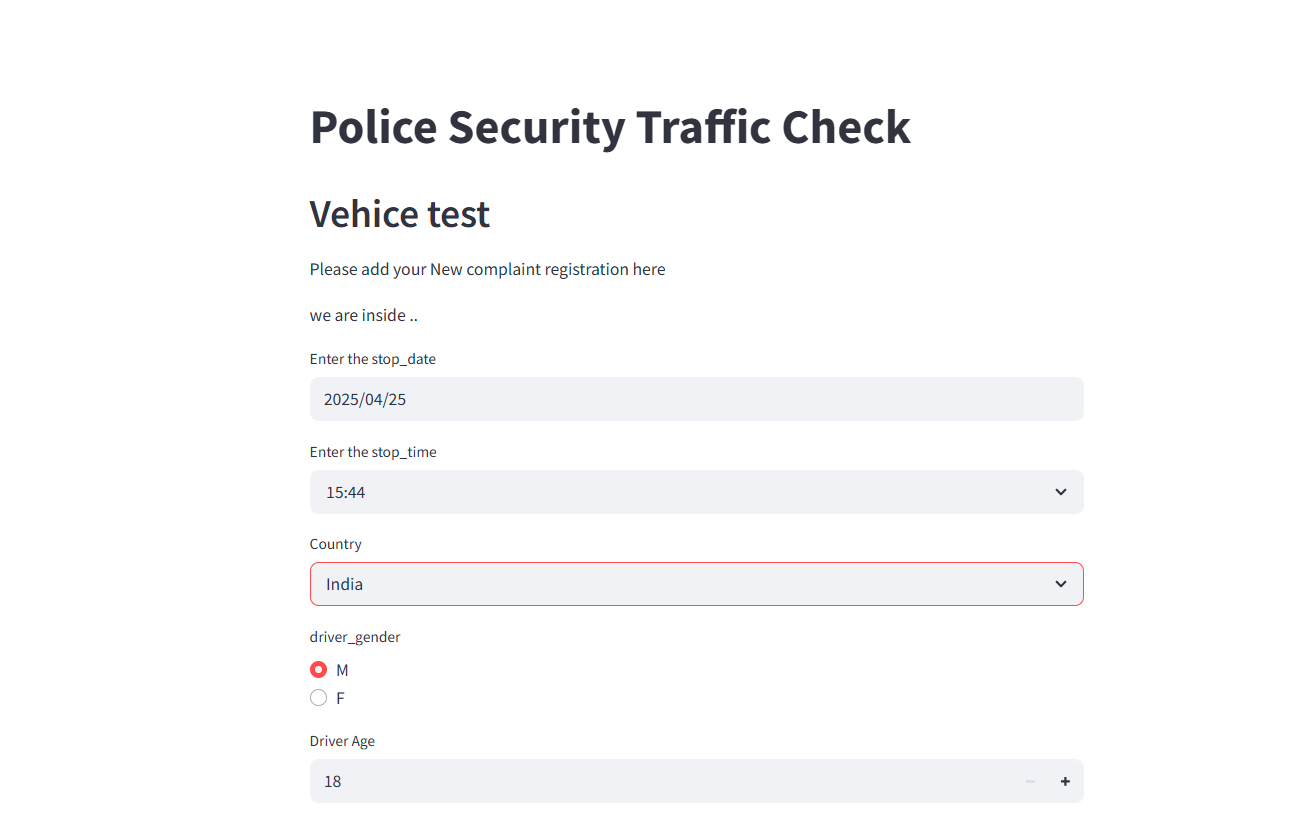 Police Security Traffic Check
Vehice test
Please add your New complaint registration here
we are inside ..
Enter the stop_date
2025/04/25
Enter the stop_time
15:44
Country
India
driver_gender
M
F
Driver Age
18